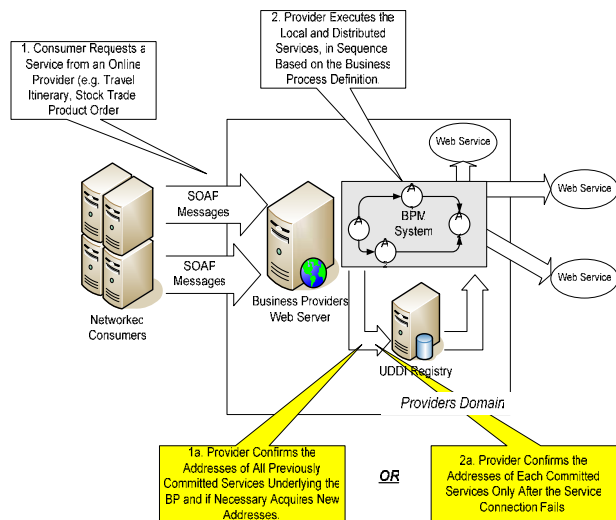 1. Consumer Requests a
Service from an Online
Provider (e.g. Travel
Itinerary, Stock Trade
Product Order
2. Provider Executes the
Local and Distributed
Services, in Sequence
Based on the Business
Process Definition.
Web Service
Web Service
Web Service
SOAP
Messages
SOAP
Messages
A
A
A
A
2
BPM
System
Networked
Consumers
Business Providers
Web Server
UDDI Registry
Providers Domain
1a. Provider Confirms the
Addresses of All Previously
Committed Services Underlying the
BP and if Necessary Acquires New
Addresses.
OR
2a. Provider Confirms the
Addresses of Each Committed
Services Only After the Service
Connection Fails